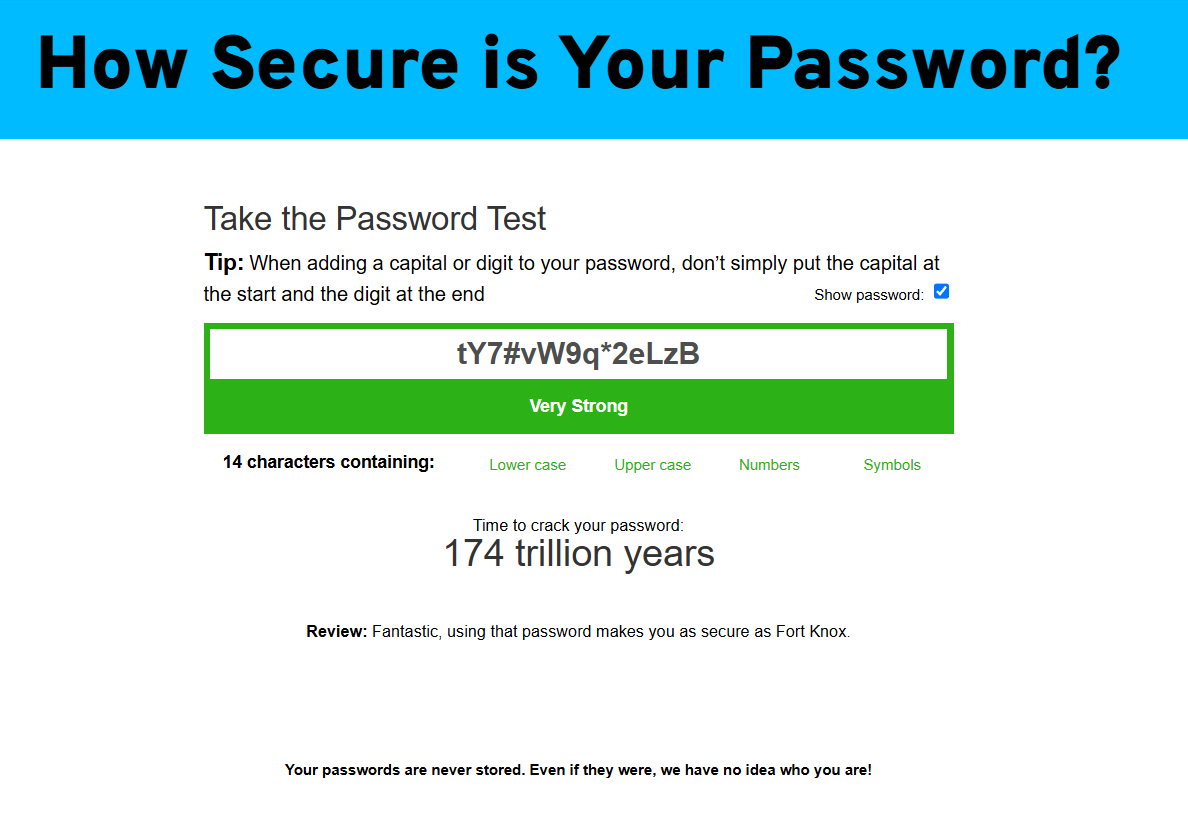 How Secure is Your Password?
Take the Password Test
Tip: When adding a capital or digit to your password, don’t simply put the capital at
the start and the digit at the end
Show password:
tY7#vW9q*2eLzB
Very Strong
14 characters containing: Lower case Upper case Numbers Symbols
Time to crack your password:
174 trillion years
Review: Fantastic, using that password makes you as secure as Fort Knox.
Your passwords are never stored. Even if they were, we have no idea who you are!